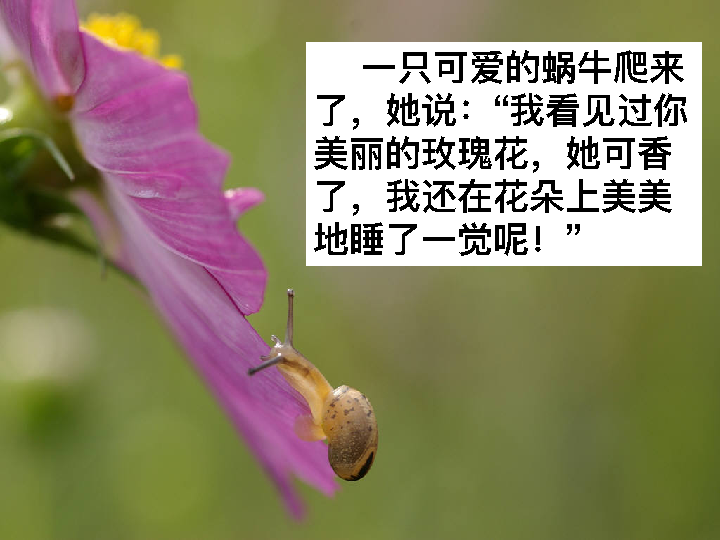 一只可爱的蜗牛爬来
了，她说：“我看见过你
美丽的玫瑰花，她可香
了，我还在花朵上美美
地睡了一觉呢！”